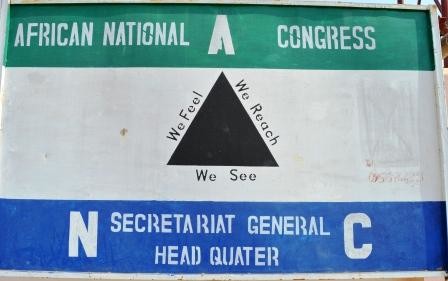 AFRICAN NATIONAL A CONGRESS
We Feel
We Reach
We See
N SECRETARIAT GENERAL C
HEAD QUATER